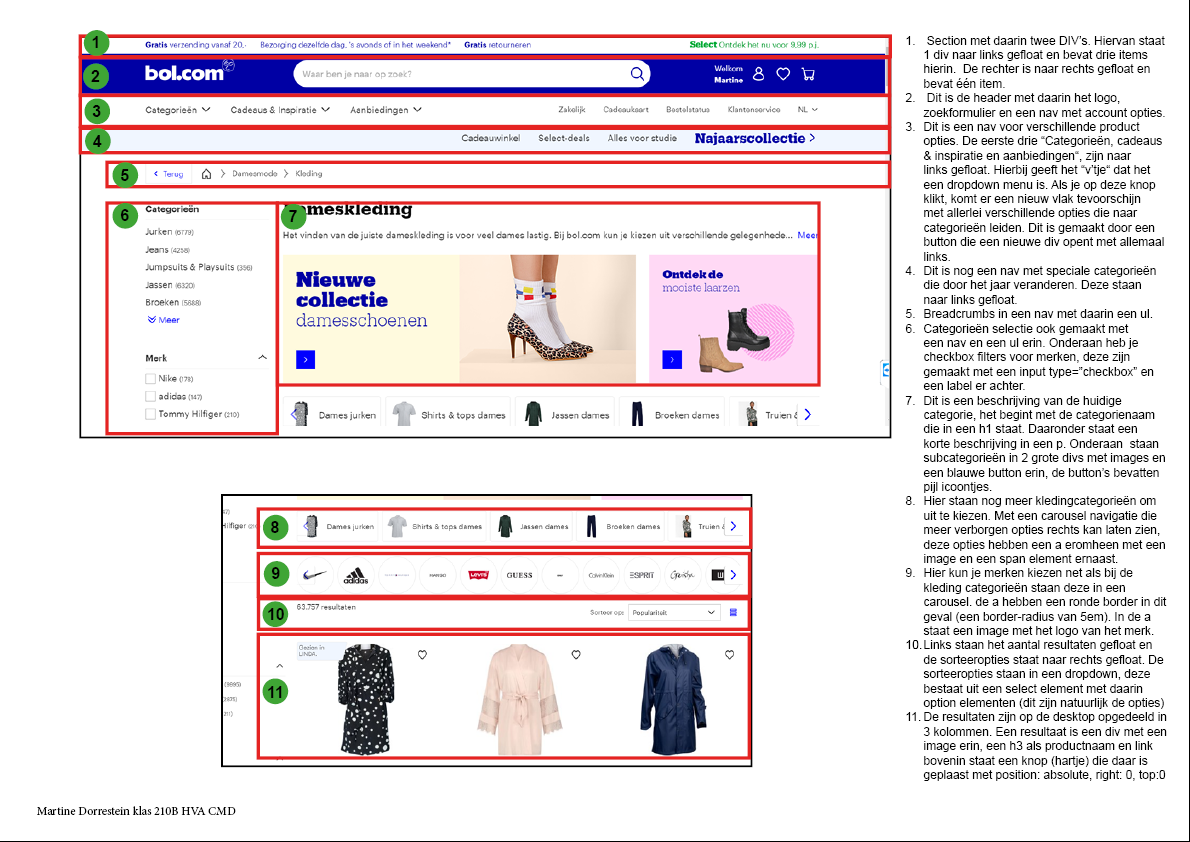 1
Gratis verzending vanaf 20,- Bezorging dezelfde dag, 's avonds of in het weekend* Gratis retourneren Select Ontdek het nu voor 9,99 p.j.
2
bol.com Waar ben je naar op zoek? Welkom Martine
3
Categorieën Cadeaus & Inspiratie Aanbiedingen Zakelijk Cadeaukaart Bestelstatus Klantenservice NL
4
Cadeauwinkel Select-deals Alles voor studie Najaarscollectie
5
Terug Damesmode Kleding
6
Categorieën
Jurken (6179)
Jeans (4258)
Jumpsuits & Playsuits (356)
Jassen (6320)
Broeken (5688)
Meer
Merk
Nike (178)
adidas (147)
Tommy Hilfiger (210)
7
Dameskleding
Het vinden van de juiste dameskleding is voor veel dames lastig. Bij bol.com kun je kiezen uit verschillende gelegenhede... Meer
Nieuwe
collectie
damesschoenen
Ontdek de
mooiste laarzen
Dames jurken Shirts & tops dames Jassen dames Broeken dames Truien &
8
Hilfiger
Dames jurken Shirts & tops dames Jassen dames Broeken dames Truien
9
adidas Levi's GUESS Calvin Klein ESPRIT
10
63.757 resultaten Sorteer op: Populariteit
11
Gezien in
LINDA.
(9995)
(2875)
211)
1. Section met daarin twee DIV's. Hiervan staat
1 div naar links gefloat en bevat drie items
hierin. De rechter is naar rechts gefloat en
bevat één item.
2. Dit is de header met daarin het logo,
zoekformulier en een nav met account opties.
3. Dit is een nav voor verschillende product
opties. De eerste drie "Categorieën, cadeaus
& inspiratie en aanbiedingen", zijn naar
links gefloat. Hierbij geeft het "v'tje" dat het
een dropdown menu is. Als je op deze knop
klikt, komt er een nieuw vlak tevoorschijn
met allerlei verschillende opties die naar
categorieën leiden. Dit is gemaakt door een
button die een nieuwe div opent met allemaal
links.
4. Dit is nog een nav met speciale categorieën
die door het jaar veranderen. Deze staan
naar links gefloat.
5. Breadcrumbs in een nav met daarin een ul.
6. Categorieën selectie ook gemaakt met
een nav en een ul erin. Onderaan heb je
checkbox filters voor merken, deze zijn
gemaakt met een input type="checkbox" en
een label er achter.
7. Dit is een beschrijving van de huidige
categorie, het begint met de categorienaam
die in een h1 staat. Daaronder staat een
korte beschrijving in een p. Onderaan staan
subcategorieën in 2 grote divs met images en
een blauwe button erin, de button's bevatten
pijl icoontjes.
8. Hier staan nog meer kledingcategorieën om
uit te kiezen. Met een carousel navigatie die
meer verborgen opties rechts kan laten zien,
deze opties hebben een a eromheen met een
image en een span element ernaast.
9. Hier kun je merken kiezen net als bij de
kleding categorieën staan deze in een
carousel. de a hebben een ronde border in dit
geval (een border-radius van 5em). In de a
staat een image met het logo van het merk.
10. Links staan het aantal resultaten gefloat en
de sorteeropties staat naar rechts gefloat. De
sorteeropties staan in een dropdown, deze
bestaat uit een select element met daarin
option elementen (dit zijn natuurlijk de opties)
11. De resultaten zijn op de desktop opgedeeld in
3 kolommen. Een resultaat is een div met een
image erin, een h3 als productnaam en link
bovenin staat een knop (hartje) die daar is
geplaatst met position: absolute, right: 0, top:0
Martine Dorrestein klas 210B HVA CMD